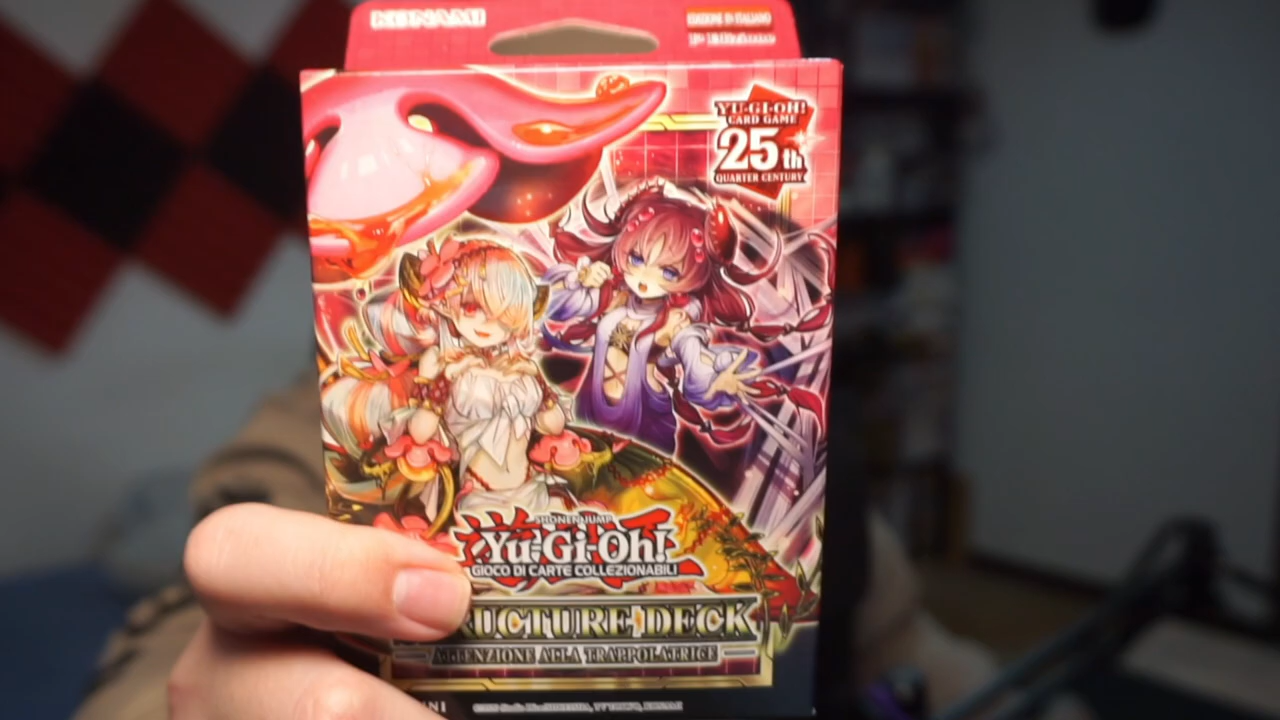 KONAMI
EDIZIONE IN ITALIANO
1ª Edizione
YU-GI-OH!
CARD GAME
25th
QUARTER CENTURY
SHONEN JUMP
Yu-Gi-Oh!
GIOCO DI CARTE COLLEZIONABILI
RUCTURE DECK
ATTENZIONE ALLA TRAPPOLATRICE